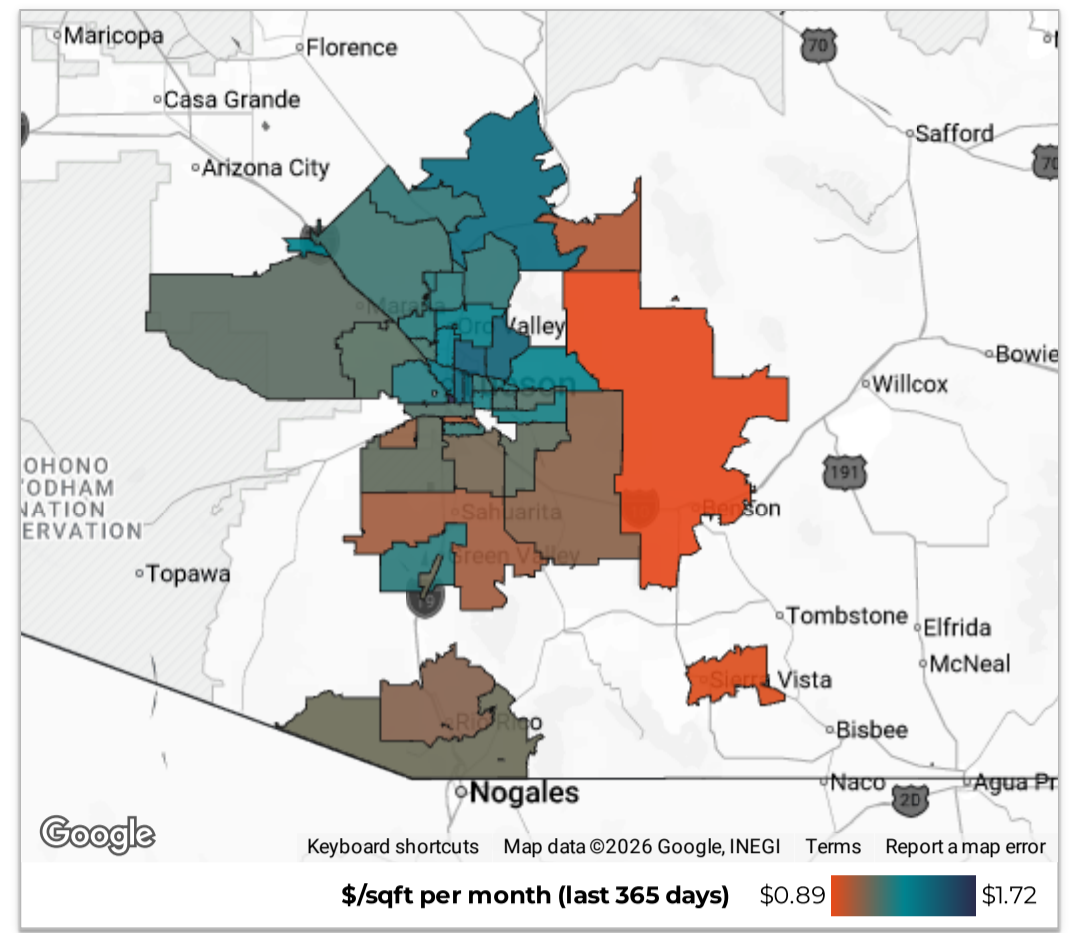 Maricopa
Florence
70
Casa Grande
Safford
70
Arizona City
Marana
Oro Valley
Bowie
Tucson
Willcox
191
OHONO
'ODHAM
NATION
ERVATION
Sahuarita
Benson
Green Valley
Topawa
19
Tombstone
Elfrida
McNeal
Sierra Vista
Rio Rico
Bisbee
Nogales
Naco
Agua Pr
2D
Google
Keyboard shortcuts Map data ©2026 Google, INEGI Terms Report a map error
$/sqft per month (last 365 days) $0.89 $1.72